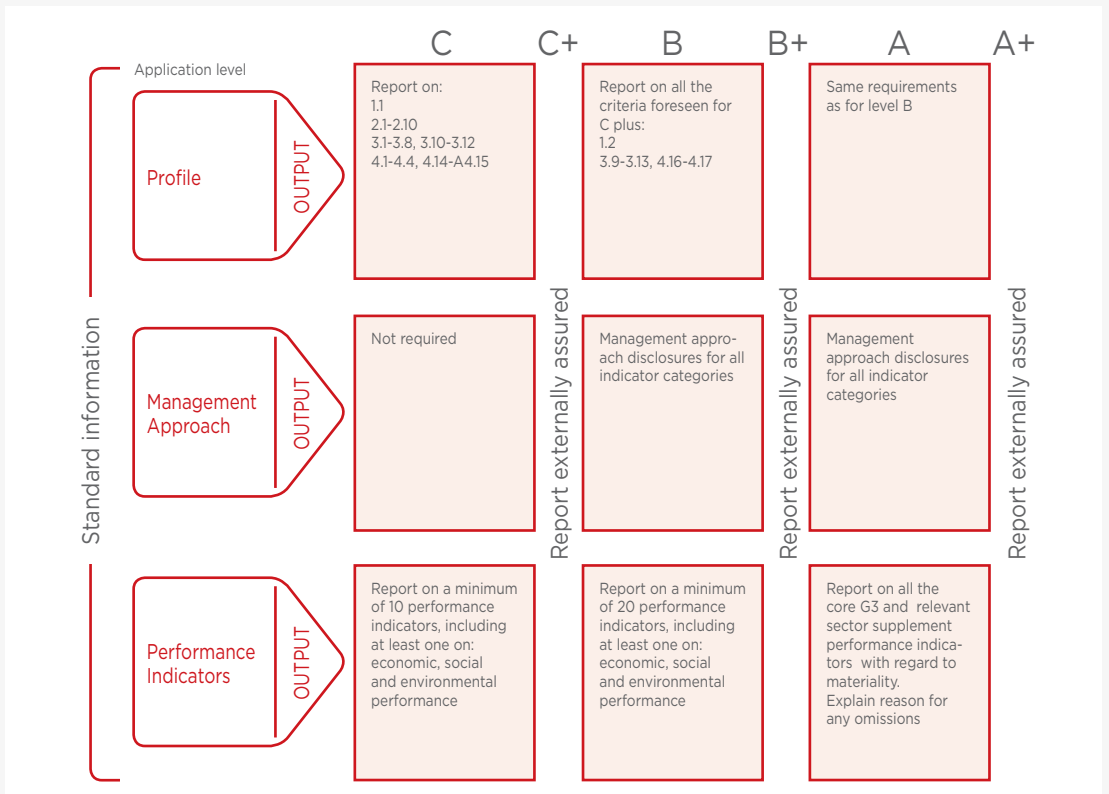 C
C+
B
B+
A
A+
Application level
Standard information
Profile
OUTPUT
Report on:
1.1
2.1-2.10
3.1-3.8, 3.10-3.12
4.1-4.4, 4.14-A4.15
Report on all the
criteria foreseen for
C plus:
1.2
3.9-3.13, 4.16-4.17
Same requirements
as for level B
Management
Approach
OUTPUT
Not required
Report externally assured
Management appro-
ach disclosures for all
indicator categories
Report externally assured
Management
approach disclosures
for all indicator
categories
Report externally assured
Performance
Indicators
OUTPUT
Report on a minimum
of 10 performance
indicators, including
at least one on:
economic, social
and environmental
performance
Report on a minimum
of 20 performance
indicators, including
at least one on:
economic, social
and environmental
performance
Report on all the
core G3 and  relevant
sector supplement
performance indica-
tors  with regard to
materiality.
Explain reason for
any omissions